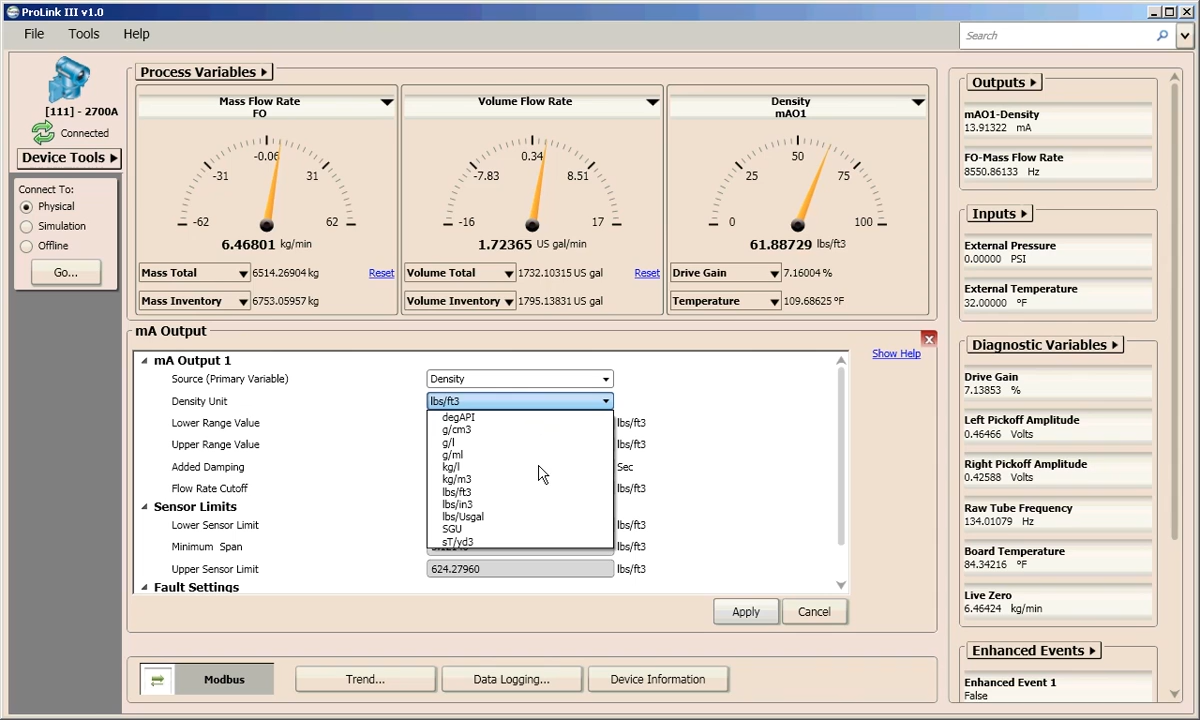 ProLink III v1.0
File Tools Help
Search
[111] - 2700A
Connected
Device Tools
Connect To:
Physical
Simulation
Offline
Go...
Process Variables
Mass Flow Rate
FO
-62
-31
-0.06
31
62
6.46801 kg/min
Mass Total 6514.26904 kg Reset
Mass Inventory 6753.05957 kg
Volume Flow Rate
-16
-7.83
0.34
8.51
17
1.72365 US gal/min
Volume Total 1732.10315 US gal Reset
Volume Inventory 1795.13831 US gal
Density
mAO1
0
25
50
75
100
61.88729 lbs/ft3
Drive Gain 7.16004 %
Temperature 109.68625 °F
mA Output
Show Help
mA Output 1
Source (Primary Variable) Density
Density Unit lbs/ft3
Lower Range Value lbs/ft3
Upper Range Value lbs/ft3
Added Damping Sec
Flow Rate Cutoff lbs/ft3
degAPI
g/cm3
g/l
g/ml
kg/l
kg/m3
lbs/ft3
lbs/in3
lbs/Usgal
SGU
sT/yd3
Sensor Limits
Lower Sensor Limit lbs/ft3
Minimum Span lbs/ft3
Upper Sensor Limit 624.27960 lbs/ft3
Fault Settings
Apply Cancel
Modbus Trend... Data Logging... Device Information
Outputs
mAO1-Density
13.91322 mA
FO-Mass Flow Rate
8550.86133 Hz
Inputs
External Pressure
0.00000 PSI
External Temperature
32.00000 °F
Diagnostic Variables
Drive Gain
7.13853 %
Left Pickoff Amplitude
0.46466 Volts
Right Pickoff Amplitude
0.42588 Volts
Raw Tube Frequency
134.01079 Hz
Board Temperature
84.34216 °F
Live Zero
6.46424 kg/min
Enhanced Events
Enhanced Event 1
False